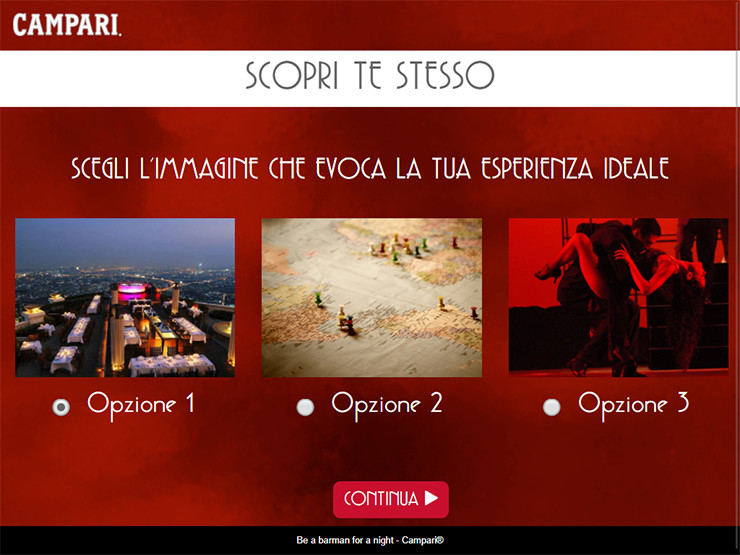 CAMPARI.
SCOPRI TE STESSO
SCEGLI L'IMMAGINE CHE EVOCA LA TUA ESPERIENZA IDEALE
Opzione 1
Opzione 2
Opzione 3
CONTINUA
Be a barman for a night - Campari®